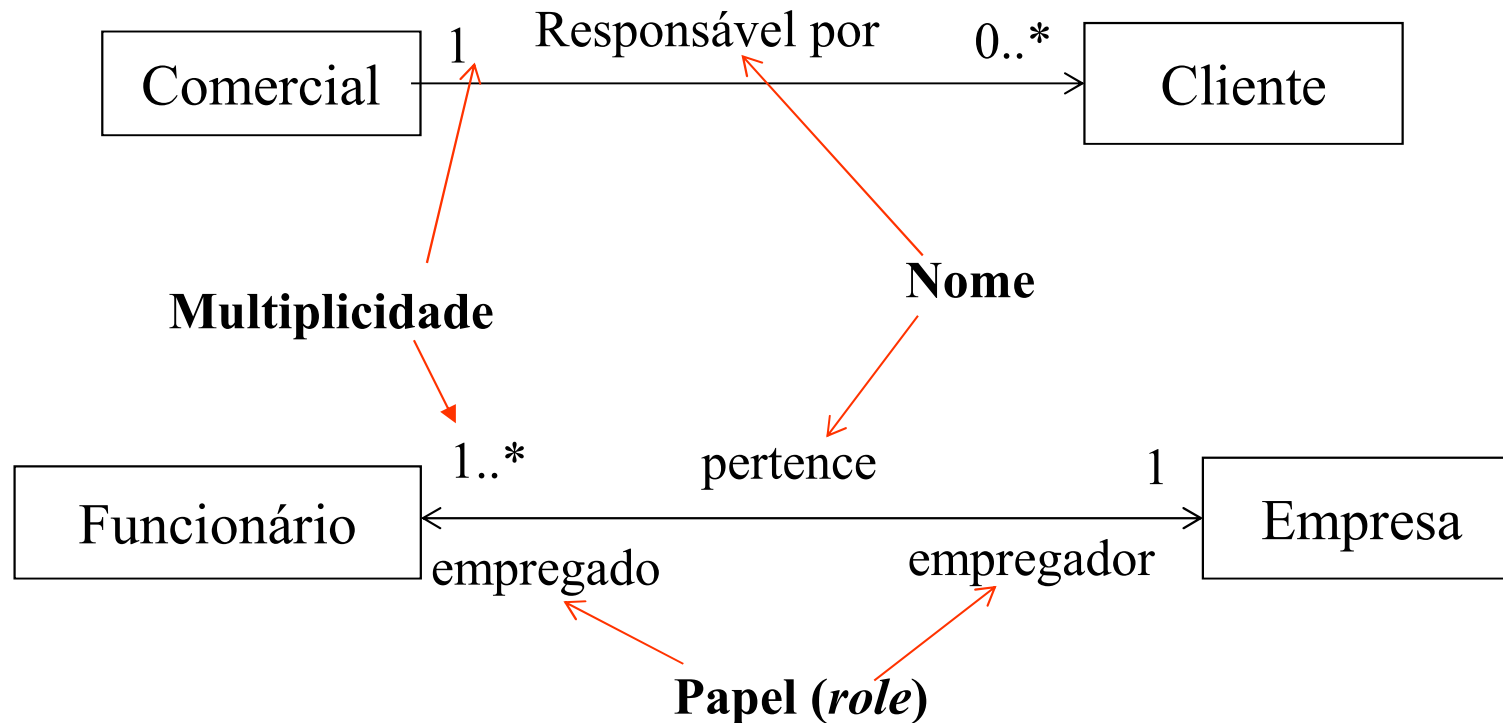 1 Responsável por 0..*
Comercial Cliente
Multiplicidade Nome
1..* pertence 1
Funcionário Empresa
empregado empregador
Papel (role)